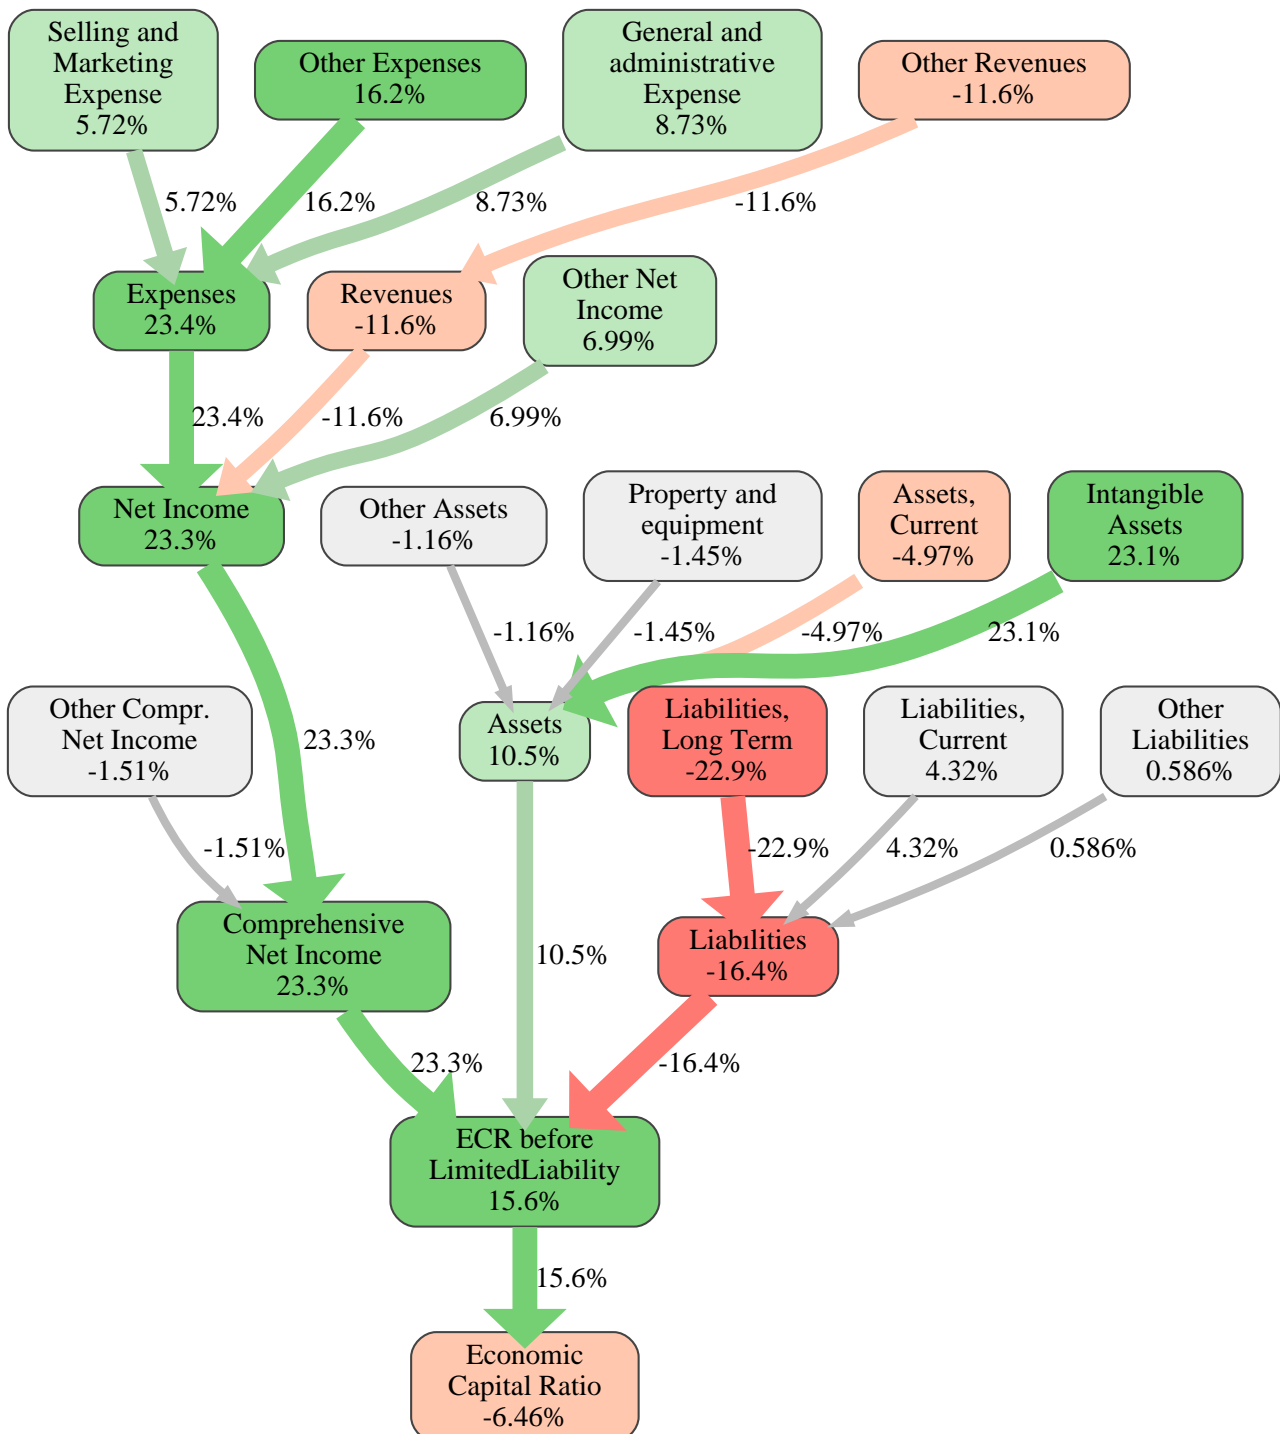 Selling and
Marketing
Expense
5.72%
Other Expenses
16.2%
General and
administrative
Expense
8.73%
Other Revenues
-11.6%
5.72%
16.2%
8.73%
-11.6%
Expenses
23.4%
Revenues
-11.6%
Other Net
Income
6.99%
23.4%
-11.6%
6.99%
Net Income
23.3%
Other Assets
-1.16%
Property and
equipment
-1.45%
Assets,
Current
-4.97%
Intangible
Assets
23.1%
-1.16%
-1.45%
-4.97%
23.1%
Other Compr.
Net Income
-1.51%
23.3%
Assets
10.5%
Liabilities,
Long Term
-22.9%
Liabilities,
Current
4.32%
Other
Liabilities
0.586%
-1.51%
-22.9%
4.32%
0.586%
Comprehensive
Net Income
23.3%
10.5%
Liabilities
-16.4%
23.3%
-16.4%
ECR before
LimitedLiability
15.6%
15.6%
Economic
Capital Ratio
-6.46%